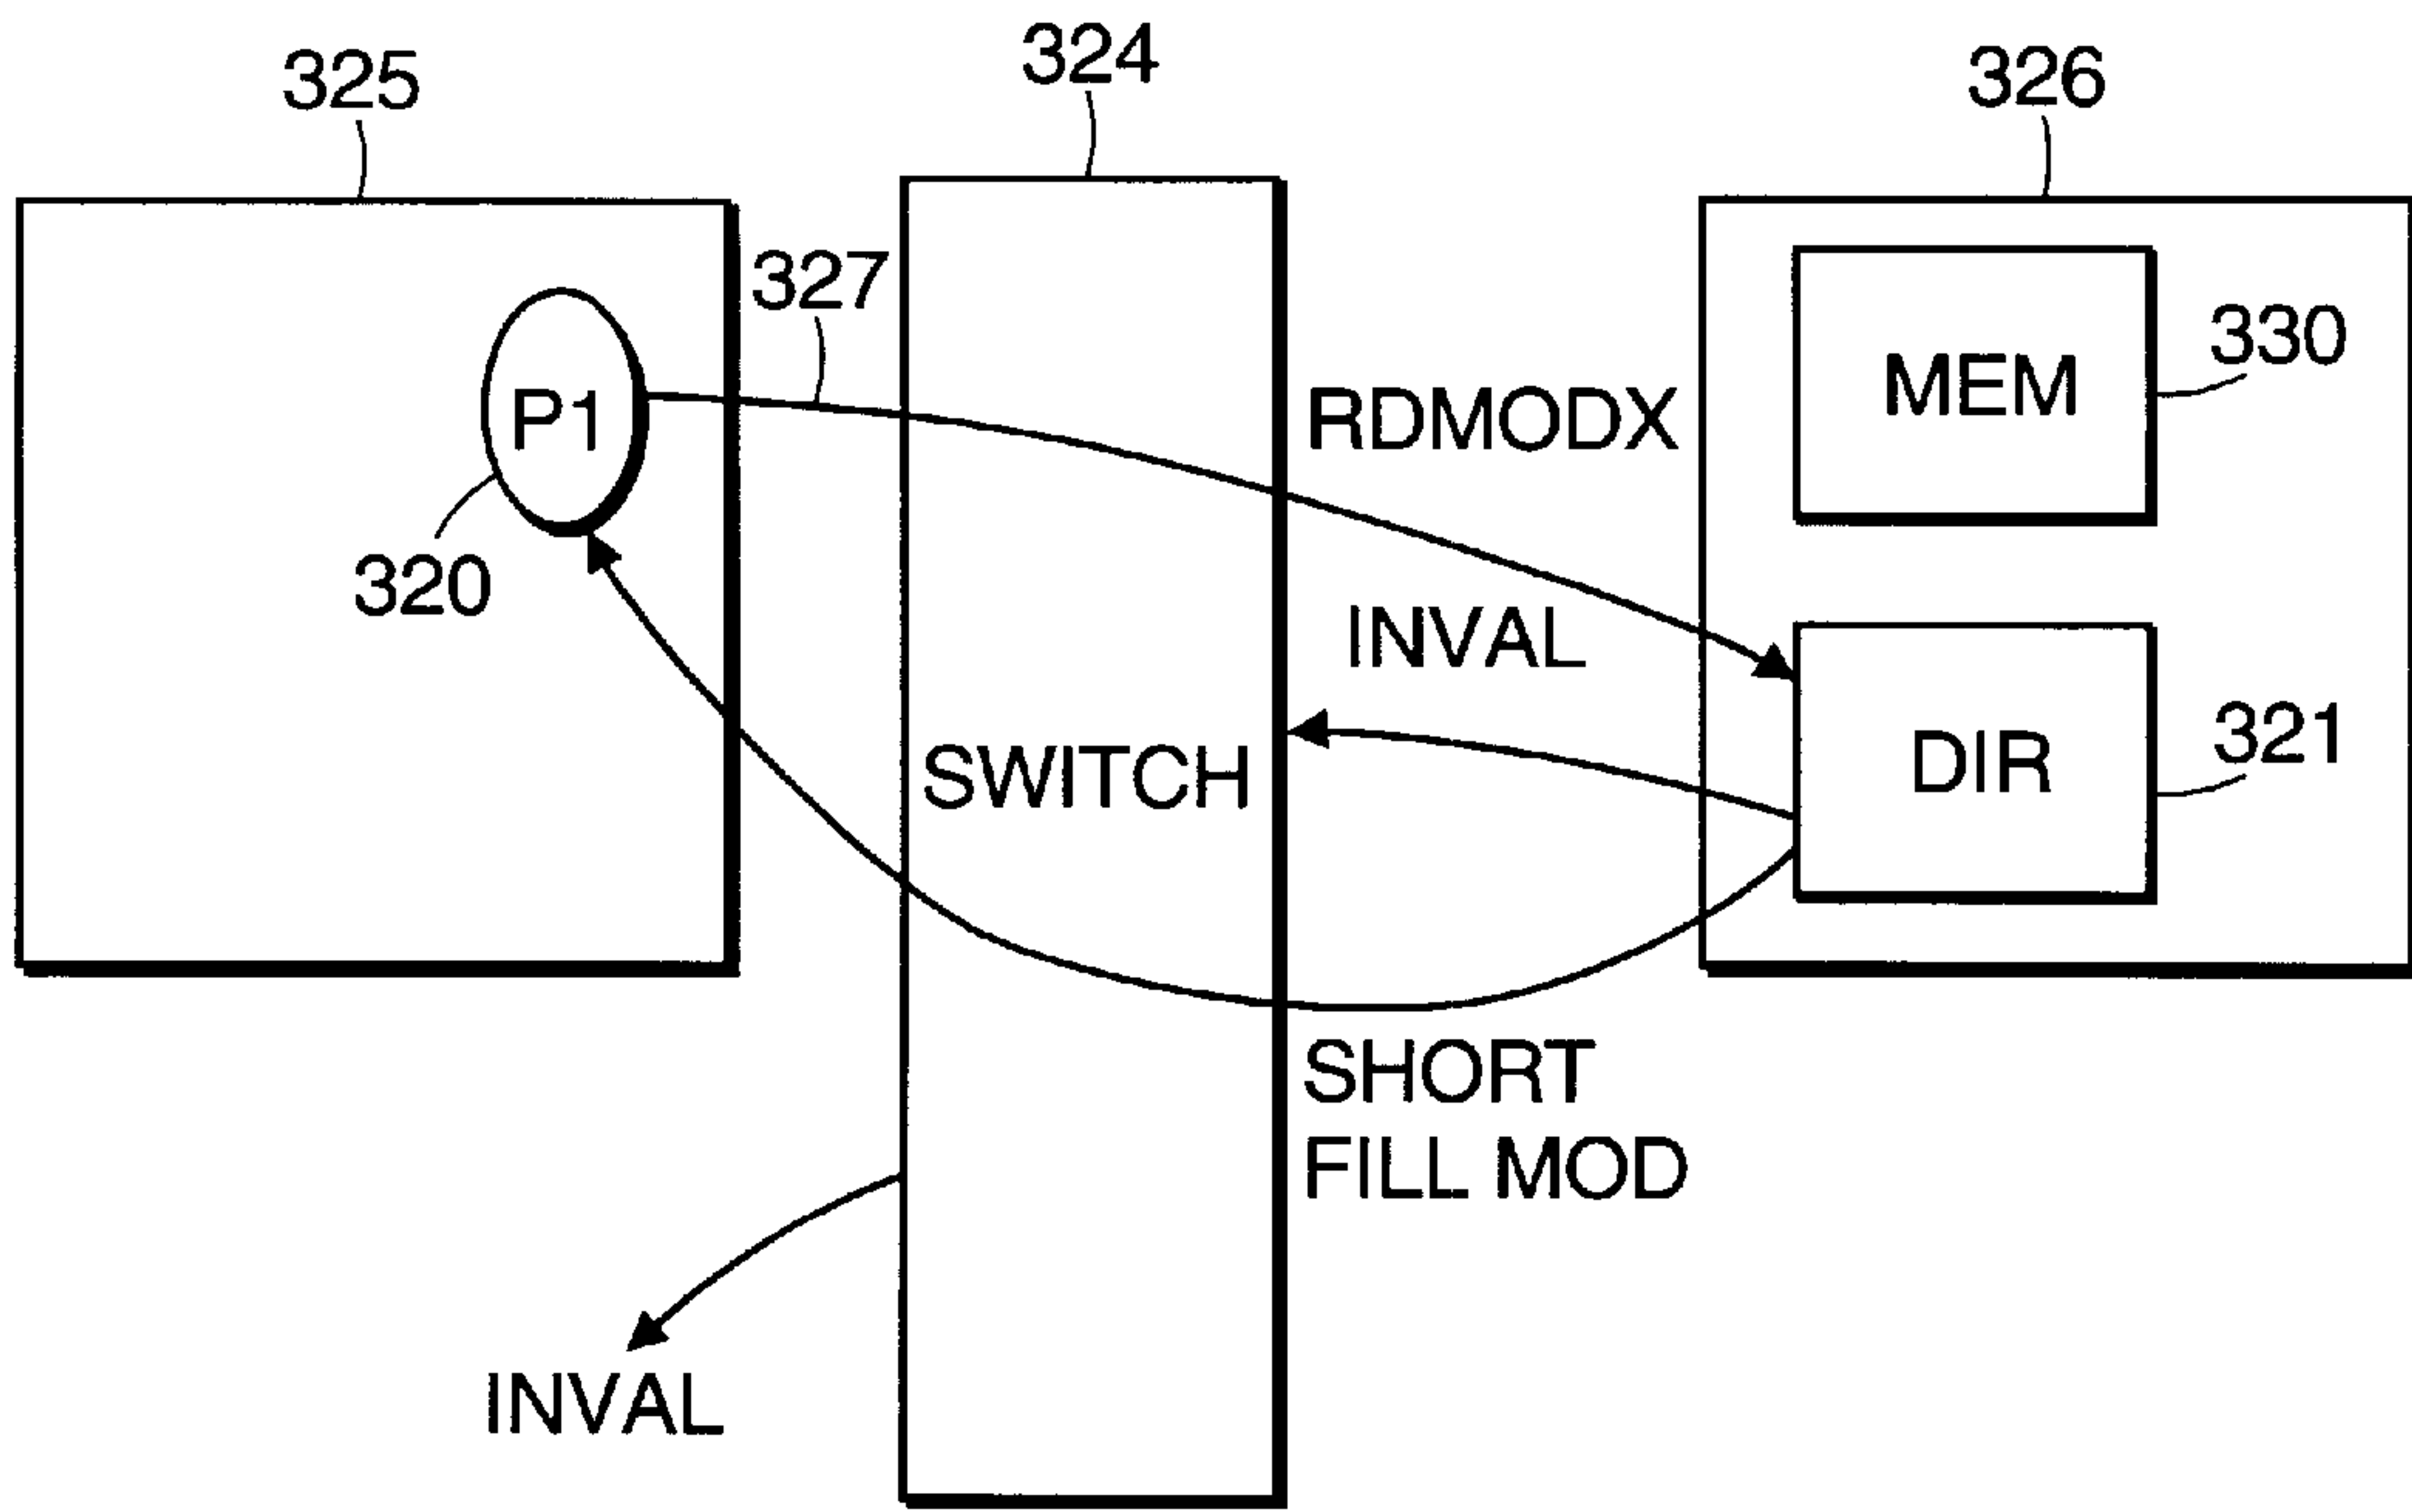 324
325
326
327
330
RDMODX
MEM
P1
320
INVAL
321
SWITCH
DIR
SHORT
FILL MOD
INVAL